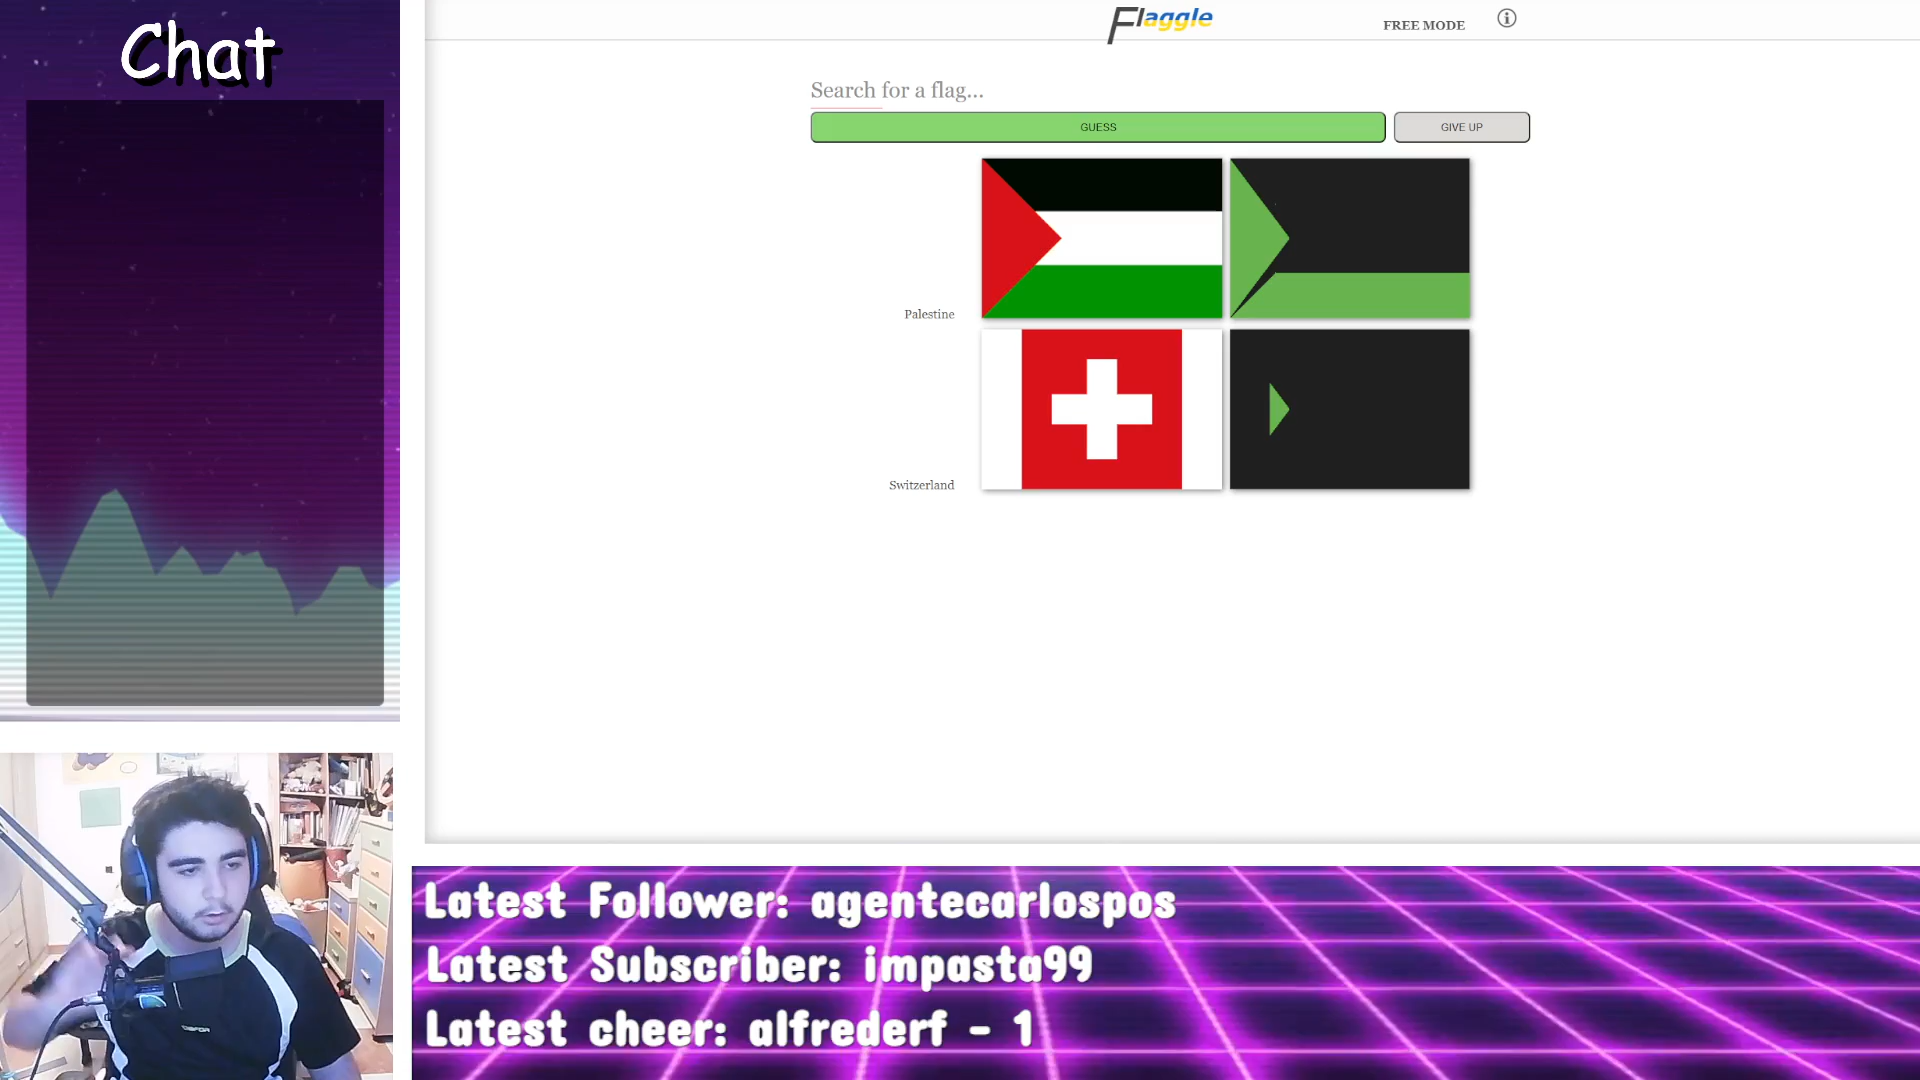 Chat
Flaggle
FREE MODE
Search for a flag...
GUESS
GIVE UP
Palestine
Switzerland
Latest Follower: agentecarlospos
Latest Subscriber: impasta99
Latest cheer: alfrederf - 1